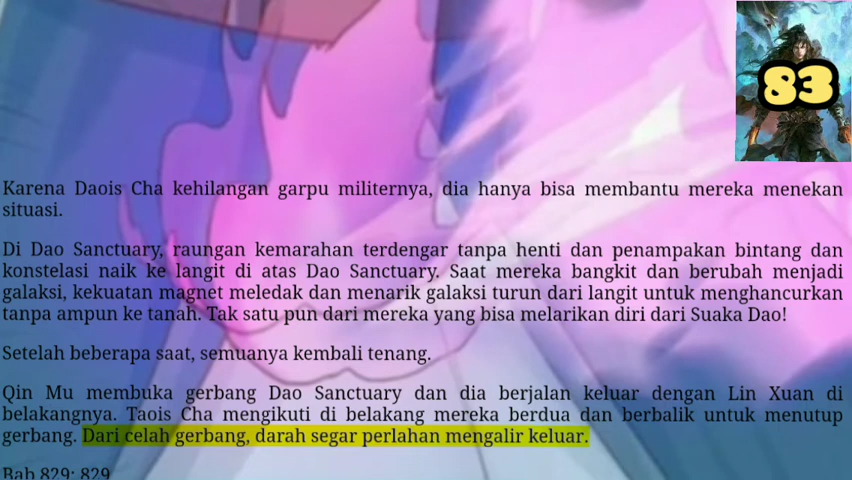 83
Karena Daois Cha kehilangan garpu militernya, dia hanya bisa membantu mereka menekan
situasi.
Di Dao Sanctuary, raungan kemarahan terdengar tanpa henti dan penampakan bintang dan
konstelasi naik ke langit di atas Dao Sanctuary. Saat mereka bangkit dan berubah menjadi
galaksi, kekuatan magnet meledak dan menarik galaksi turun dari langit untuk menghancurkan
tanpa ampun ke tanah. Tak satu pun dari mereka yang bisa melarikan diri dari Suaka Dao!
Setelah beberapa saat, semuanya kembali tenang.
Qin Mu membuka gerbang Dao Sanctuary dan dia berjalan keluar dengan Lin Xuan di
belakangnya. Taois Cha mengikuti di belakang mereka berdua dan berbalik untuk menutup
gerbang. Dari celah gerbang, darah segar perlahan mengalir keluar.
Bab 829: 829